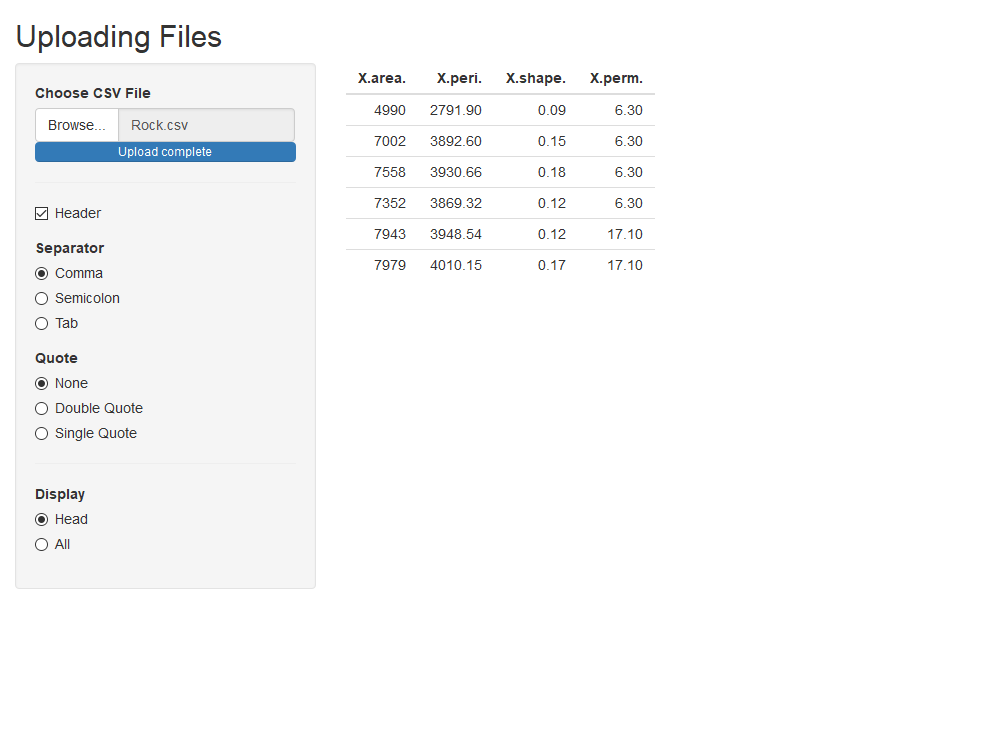 Uploading Files
Choose CSV File
Browse... Rock.csv
Upload complete
Header
Separator
Comma
Semicolon
Tab
Quote
None
Double Quote
Single Quote
Display
Head
All
X.area. X.peri. X.shape. X.perm.
4990 2791.90 0.09 6.30
7002 3892.60 0.15 6.30
7558 3930.66 0.18 6.30
7352 3869.32 0.12 6.30
7943 3948.54 0.12 17.10
7979 4010.15 0.17 17.10